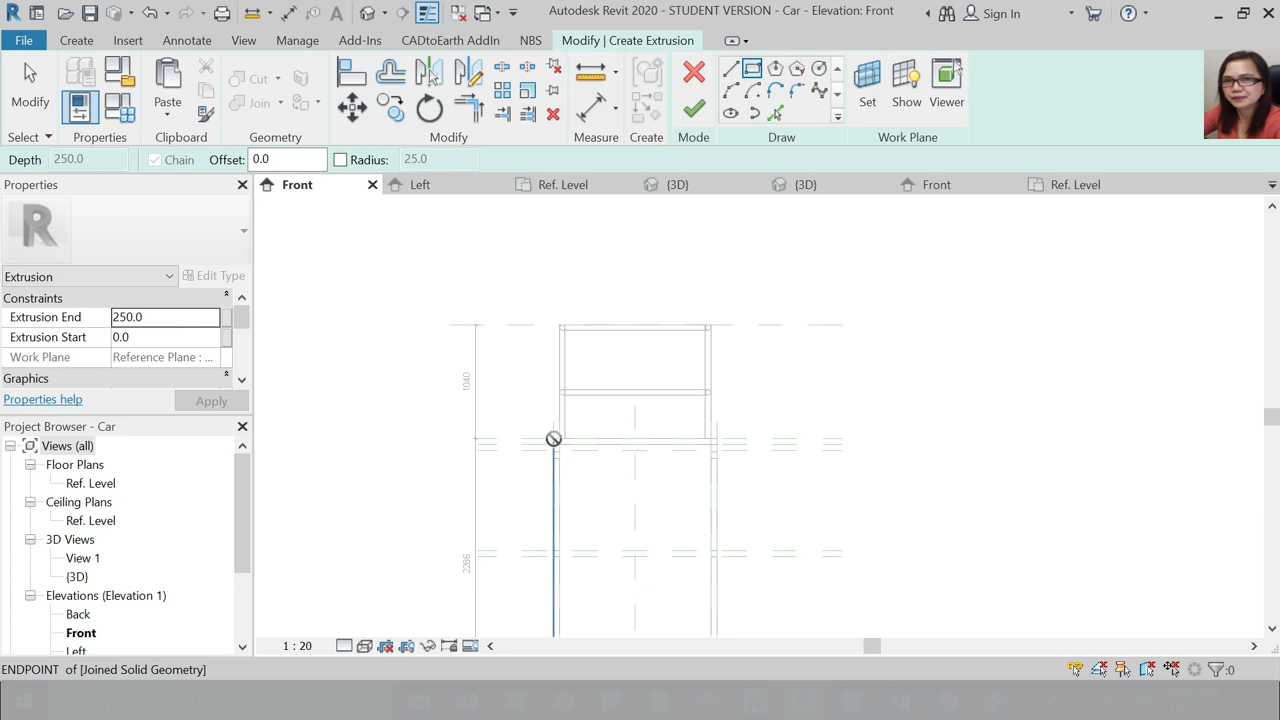 Autodesk Revit 2020 - STUDENT VERSION - Car - Elevation: Front
Sign In
File Create Insert Annotate View Manage Add-Ins CADtoEarth AddIn NBS Modify | Create Extrusion
Modify Paste Cut Join Set Show Viewer
Select Properties Clipboard Geometry Modify Measure Create Mode Draw Work Plane
Depth 250.0 Chain Offset: 0.0 Radius: 25.0
Properties
Front Left Ref. Level {3D} {3D} Front Ref. Level
Extrusion Edit Type
Constraints
Extrusion End 250.0
Extrusion Start 0.0
Work Plane Reference Plane : ...
Graphics
Properties help Apply
Project Browser - Car
Views (all)
Floor Plans
Ref. Level
Ceiling Plans
Ref. Level
3D Views
View 1
{3D}
Elevations (Elevation 1)
Back
Front
Left
1040
2286
1 : 20
ENDPOINT of [Joined Solid Geometry]
:0